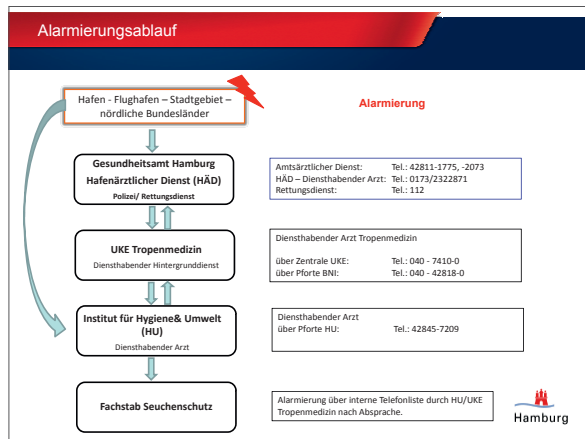 Alarmierungsablauf
Hafen - Flughafen – Stadtgebiet –
nördliche Bundesländer
Alarmierung
Gesundheitsamt Hamburg
Hafenärztlicher Dienst (HÄD)
Polizei/ Rettungsdienst
Amtsärztlicher Dienst: Tel.: 42811-1775, -2073
HÄD – Diensthabender Arzt: Tel.: 0173/2322871
Rettungsdienst: Tel.: 112
UKE Tropenmedizin
Diensthabender Hintergrunddienst
Diensthabender Arzt Tropenmedizin
über Zentrale UKE: Tel.: 040 - 7410-0
über Pforte BNI: Tel.: 040 - 42818-0
Institut für Hygiene& Umwelt
(HU)
Diensthabender Arzt
Diensthabender Arzt
über Pforte HU: Tel.: 42845-7209
Fachstab Seuchenschutz
Alarmierung über interne Telefonliste durch HU/UKE
Tropenmedizin nach Absprache.
Hamburg